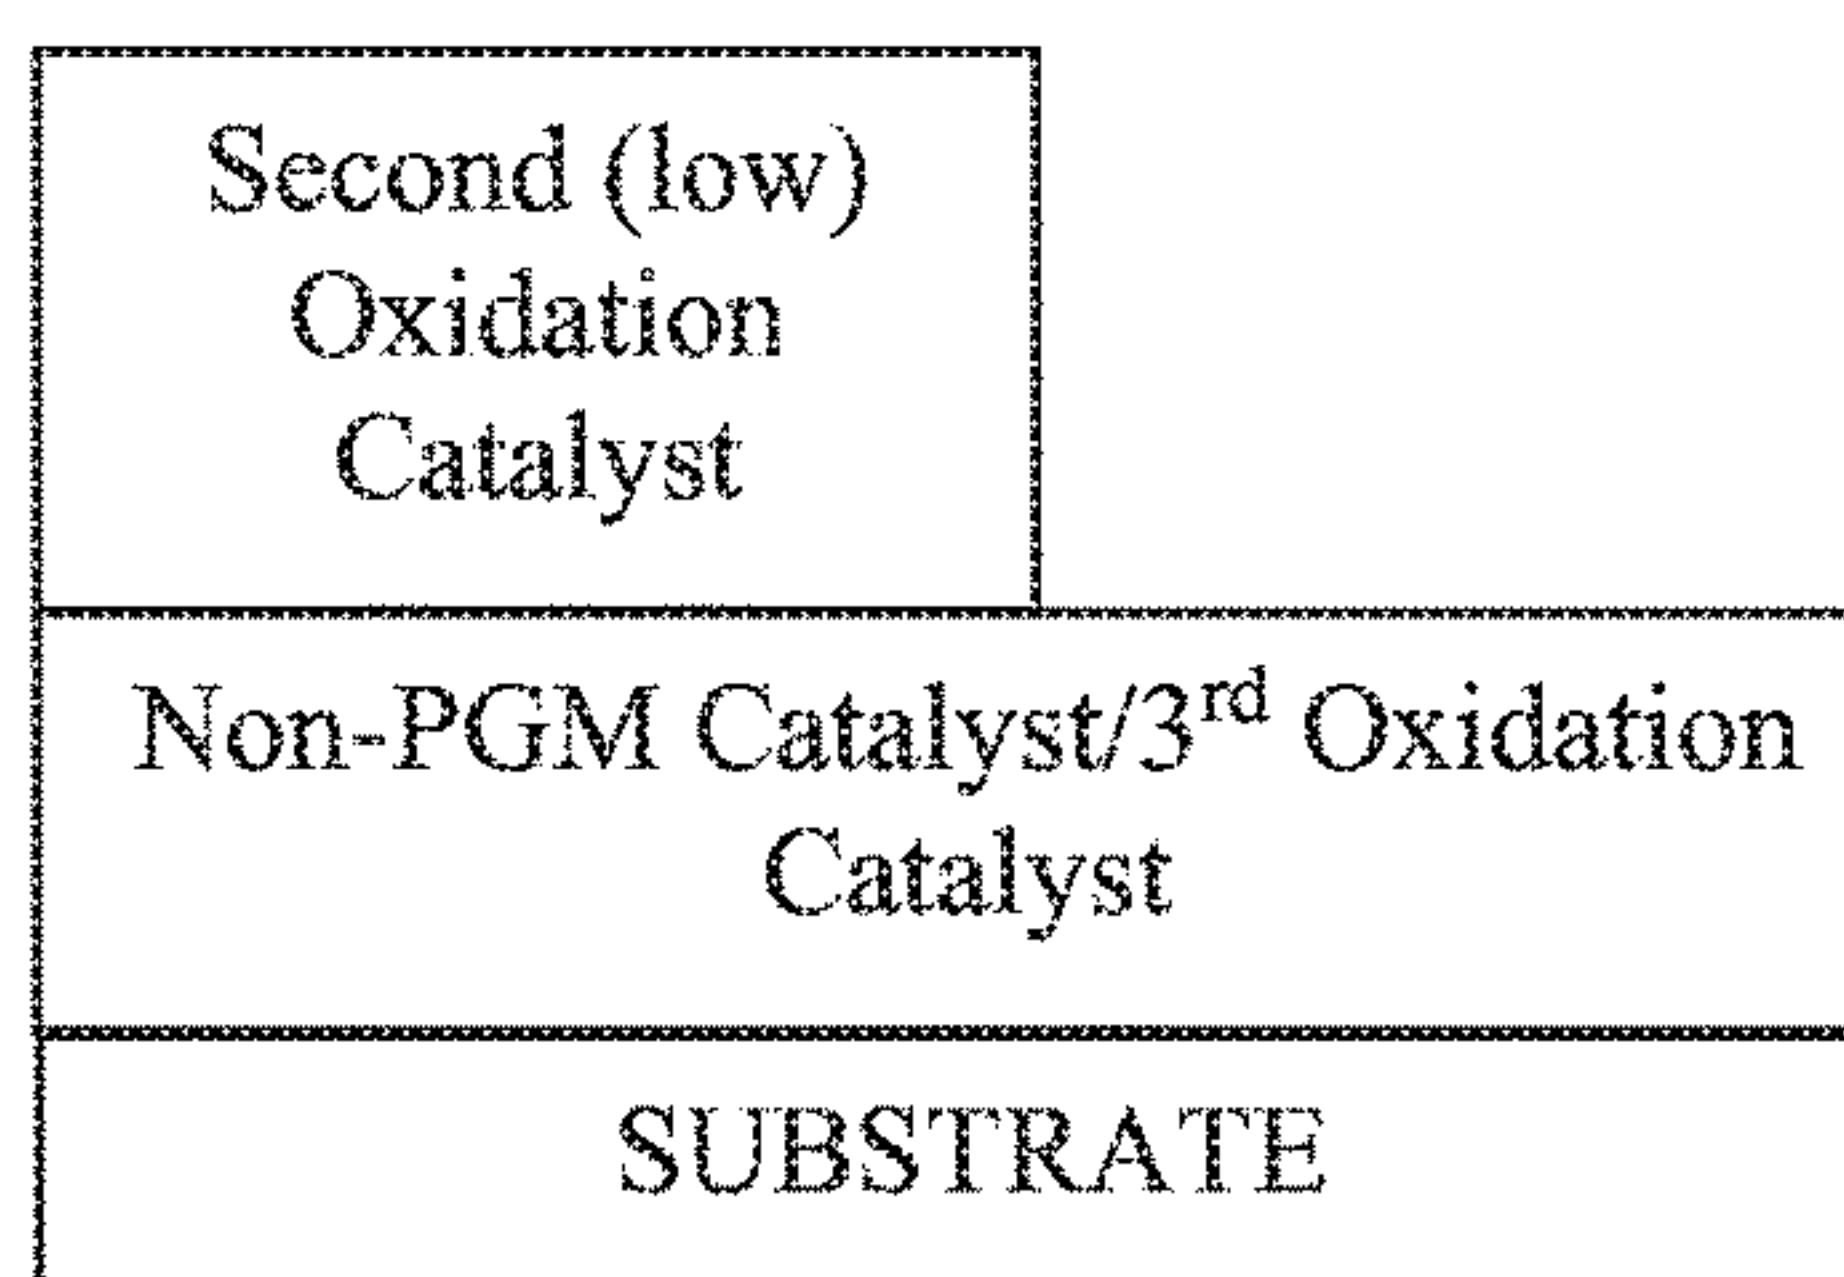 Second (low)
Oxidation
Catalyst
Non-PGM Catalyst/3rd Oxidation
Catalyst
SUBSTRATE